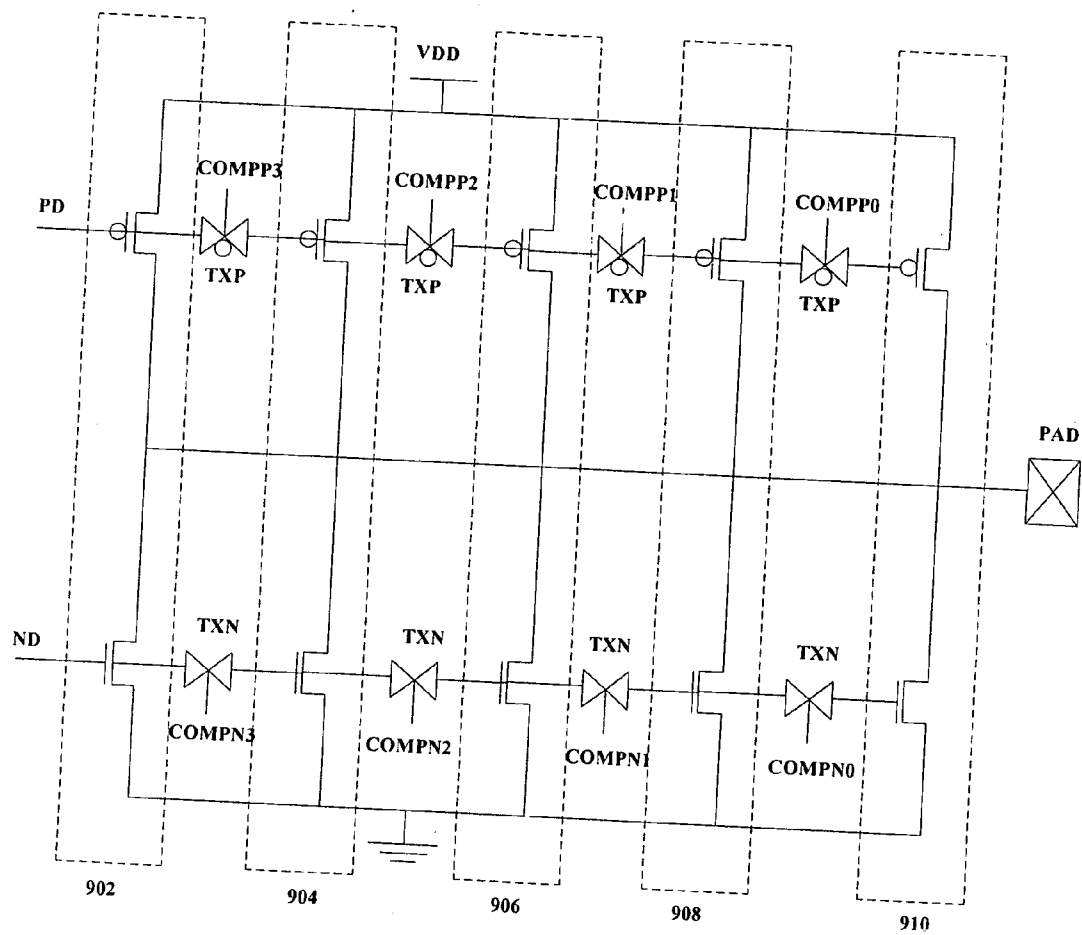 VDD
COMPP3
COMPP2
COMPP1
COMPP0
PD
TXP
TXP
TXP
TXP
PAD
ND
TXN
TXN
TXN
TXN
COMPN3
COMPN2
COMPN1
COMPN0
902
904
906
908
910